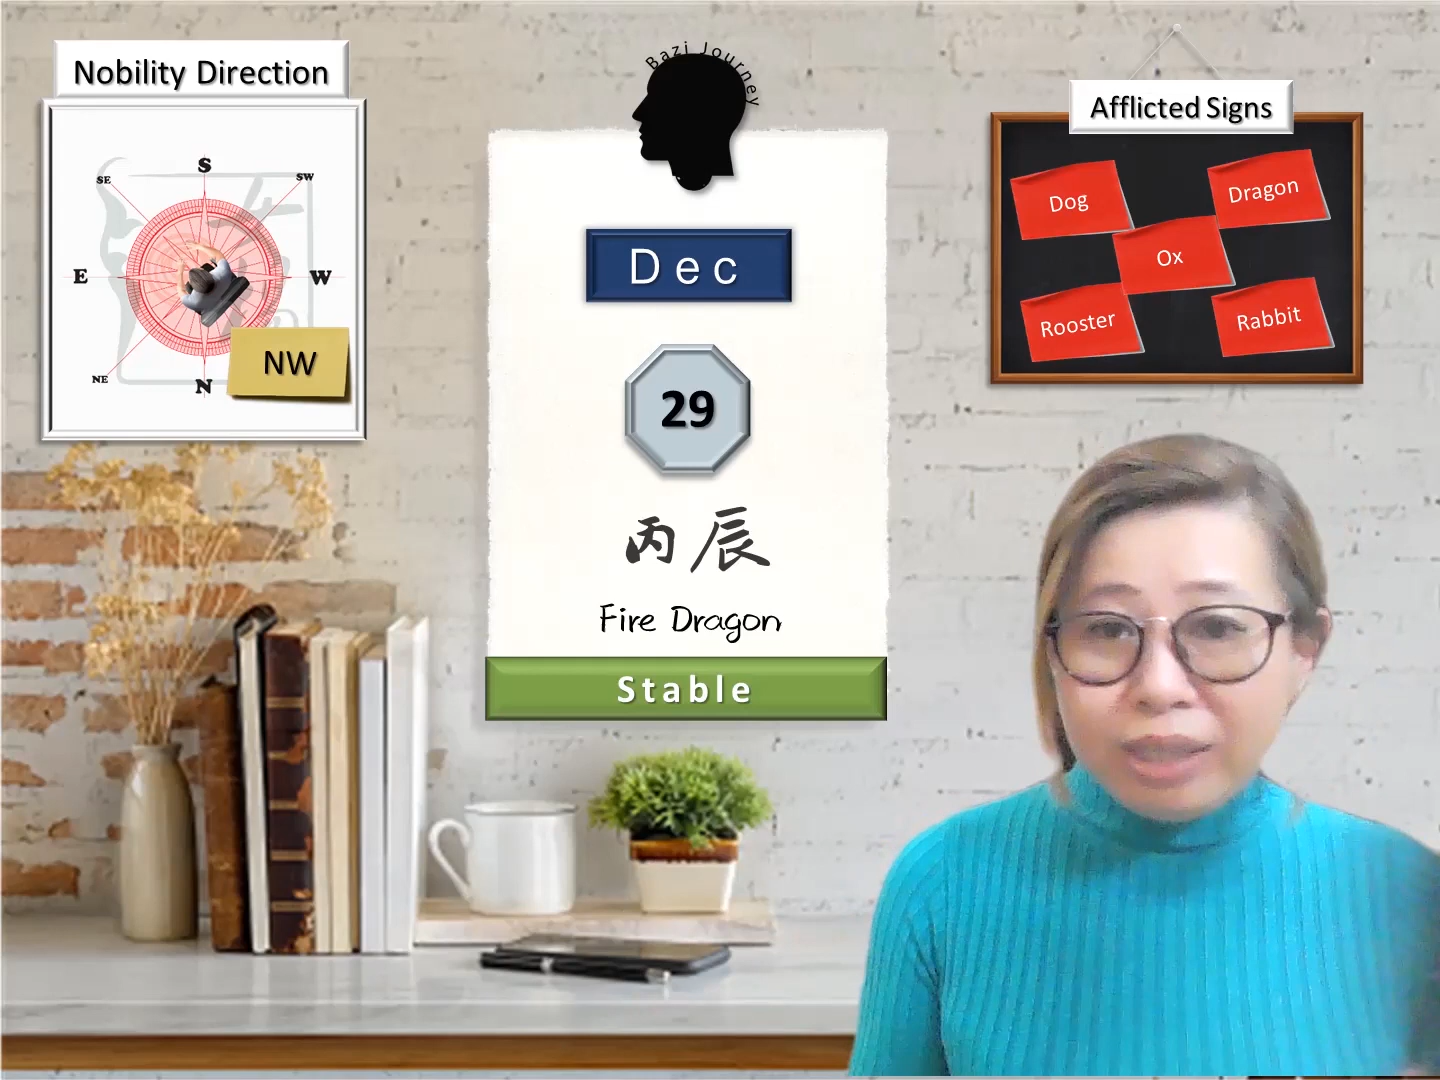 Nobility Direction
S
SE
SW
E
W
NE
N
NW
Bazi Journey
Dec
29
丙辰
Fire Dragon
Stable
Afflicted Signs
Dog
Dragon
Ox
Rooster
Rabbit